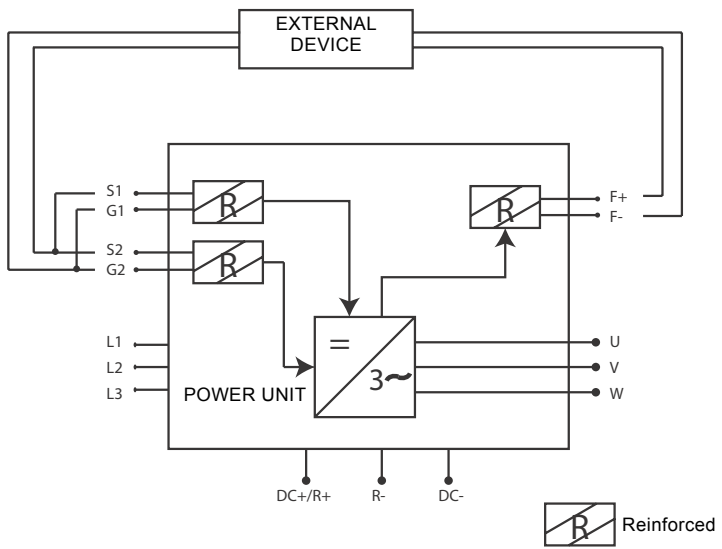 EXTERNAL
DEVICE
S1
G1
S2
G2
R
R
R
F+
F-
L1
L2
L3
=
3~
POWER UNIT
U
V
W
DC+/R+
R-
DC-
R
Reinforced